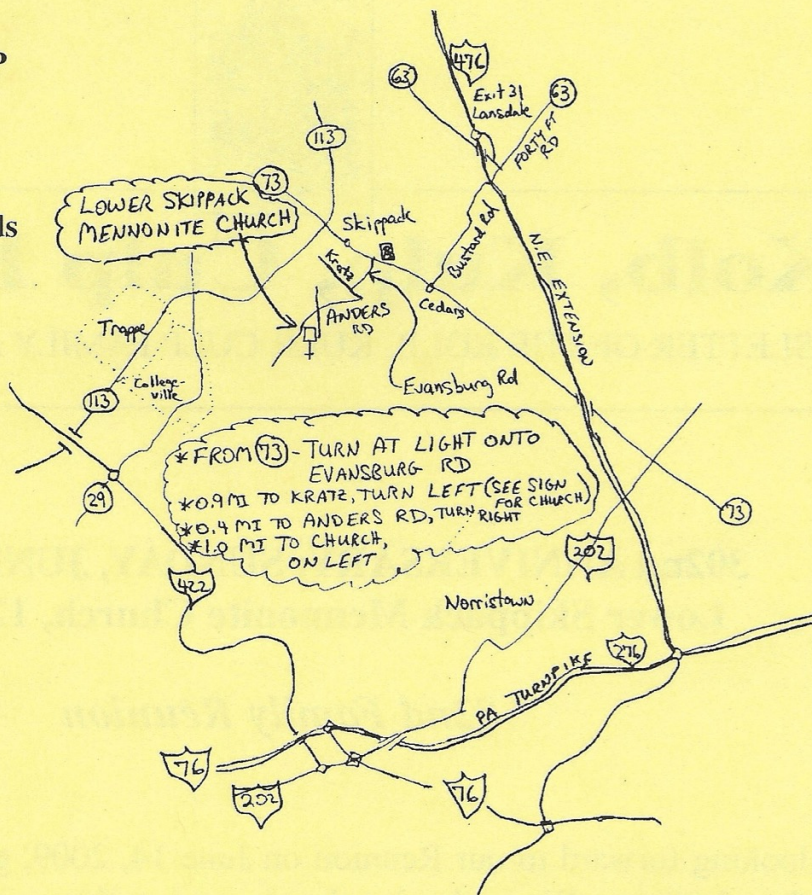 476
63
Exit 31
Lansdale
63
FORTY FT
RD
113
73
LOWER SKIPPACK
MENNONITE CHURCH
Skippack
Bustard Rd
Kratz
N.E. EXTENSION
ANDERS
RD
Cedars
Trappe
College-
ville
Evansburg Rd
113
*FROM 73 - TURN AT LIGHT ONTO
EVANSBURG RD
*0.9 MI TO KRATZ, TURN LEFT (SEE SIGN
FOR CHURCH)
*0.4 MI TO ANDERS RD, TURN
RIGHT
*1.0 MI TO CHURCH,
ON LEFT
29
73
202
422
Norristown
276
PA TURNPIKE
76
202
76